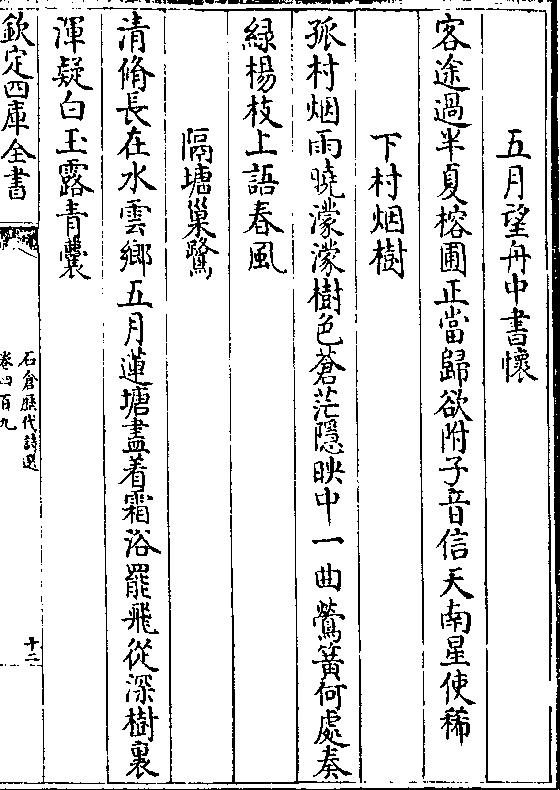 五月望舟中書懷
客途過半夏榕圃正當歸欲附子音信天南星使稀
下村烟樹
孤村烟雨曉濛濛樹色蒼茫隱映中一曲鶯簧何處奏
緑楊枝上語春風
隔塘巢鷺
清脩長在水雲鄉五月蓮塘盡着霜浴罷飛從深樹裏
渾疑白玉露青囊
欽定四庫全書
石倉歴代詩選
卷四百九
十二